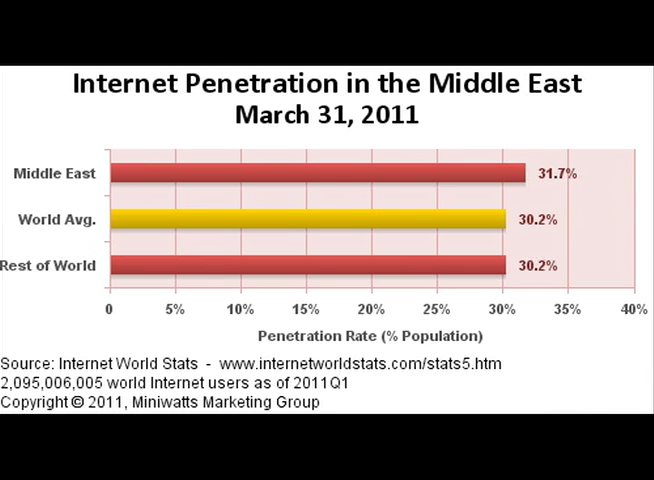 Internet Penetration in the Middle East
March 31, 2011
Middle East 31.7%
World Avg. 30.2%
Rest of World 30.2%
0 5% 10% 15% 20% 25% 30% 35% 40%
Penetration Rate (% Population)
Source: Internet World Stats - www.internetworldstats.com/stats5.htm
2,095,006,005 world Internet users as of 2011Q1
Copyright © 2011, Miniwatts Marketing Group